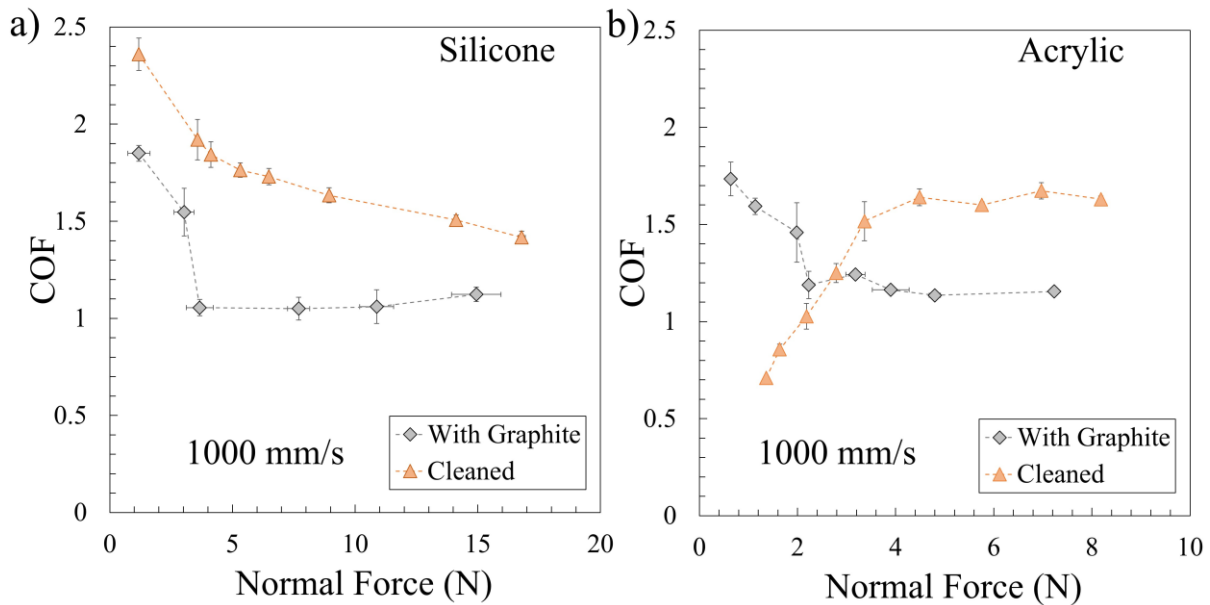 a)
Silicone
2.5
2
1.5
1
0.5
0
COF
With Graphite
Cleaned
1000 mm/s
0 5 10 15 20
Normal Force (N)
b)
Acrylic
2.5
2
1.5
1
0.5
0
COF
With Graphite
Cleaned
1000 mm/s
0 2 4 6 8 10
Normal Force (N)